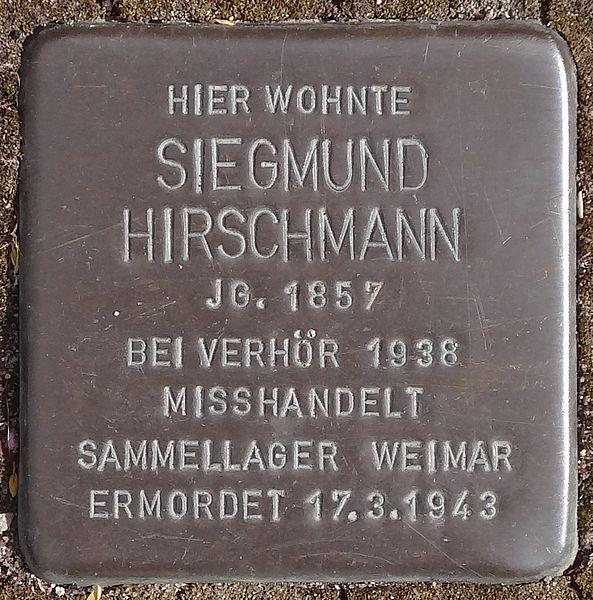 HIER WOHNTE
SIEGMUND
HIRSCHMANN
JG. 1857
BEI VERHÖR 1938
MISSHANDELT
SAMMELLAGER WEIMAR
ERMORDET 17.3.1943